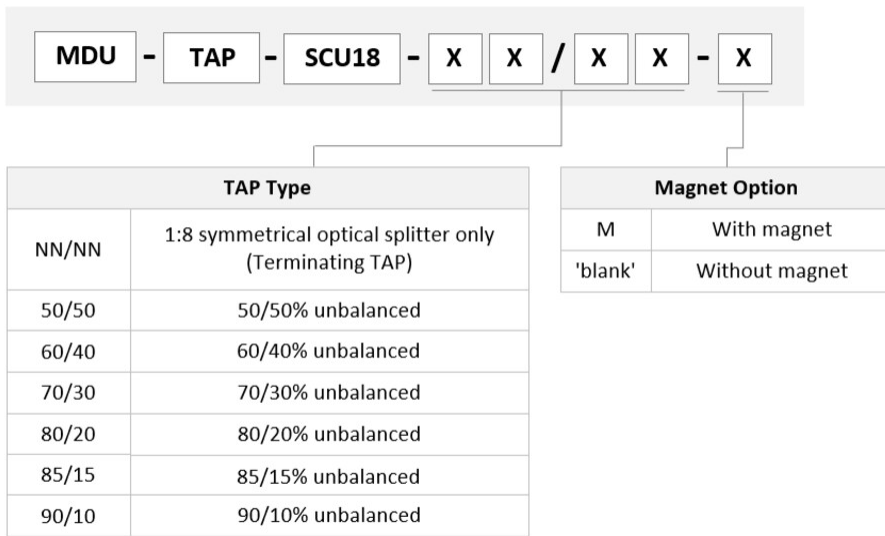 MDU - TAP - SCU18 - X X / X X - X
TAP Type
NN/NN 1:8 symmetrical optical splitter only
(Terminating TAP)
50/50 50/50% unbalanced
60/40 60/40% unbalanced
70/30 70/30% unbalanced
80/20 80/20% unbalanced
85/15 85/15% unbalanced
90/10 90/10% unbalanced
Magnet Option
M With magnet
'blank' Without magnet